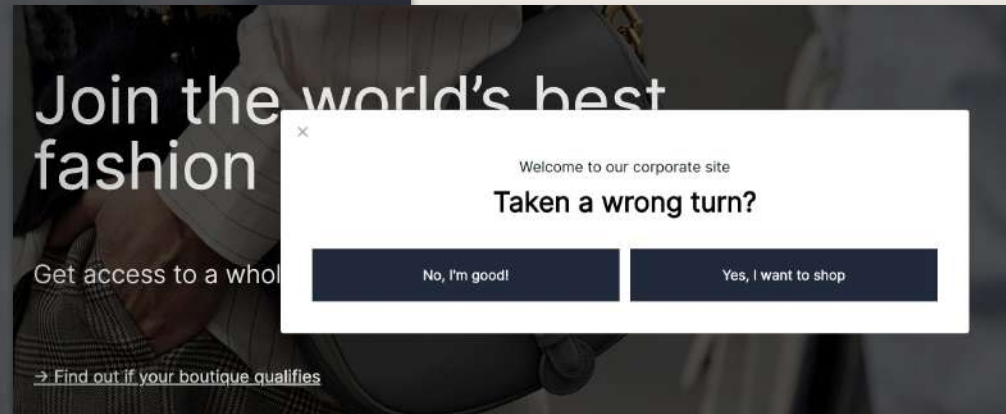 Join the world's best
fashion
Get access to a whol
→ Find out if your boutique qualifies
×
Welcome to our corporate site
Taken a wrong turn?
No, I'm good!
Yes, I want to shop